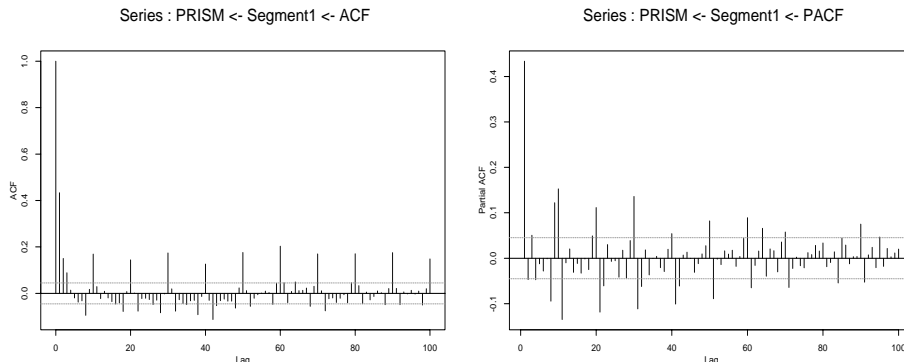 Series : PRISM <- Segment1 <- ACF
ACF
1.0
0.8
0.6
0.4
0.2
0.0
0 20 40 60 80 100
Lag
Series : PRISM <- Segment1 <- PACF
Partial ACF
0.4
0.3
0.2
0.1
0.0
-0.1
0 20 40 60 80 100
Lag